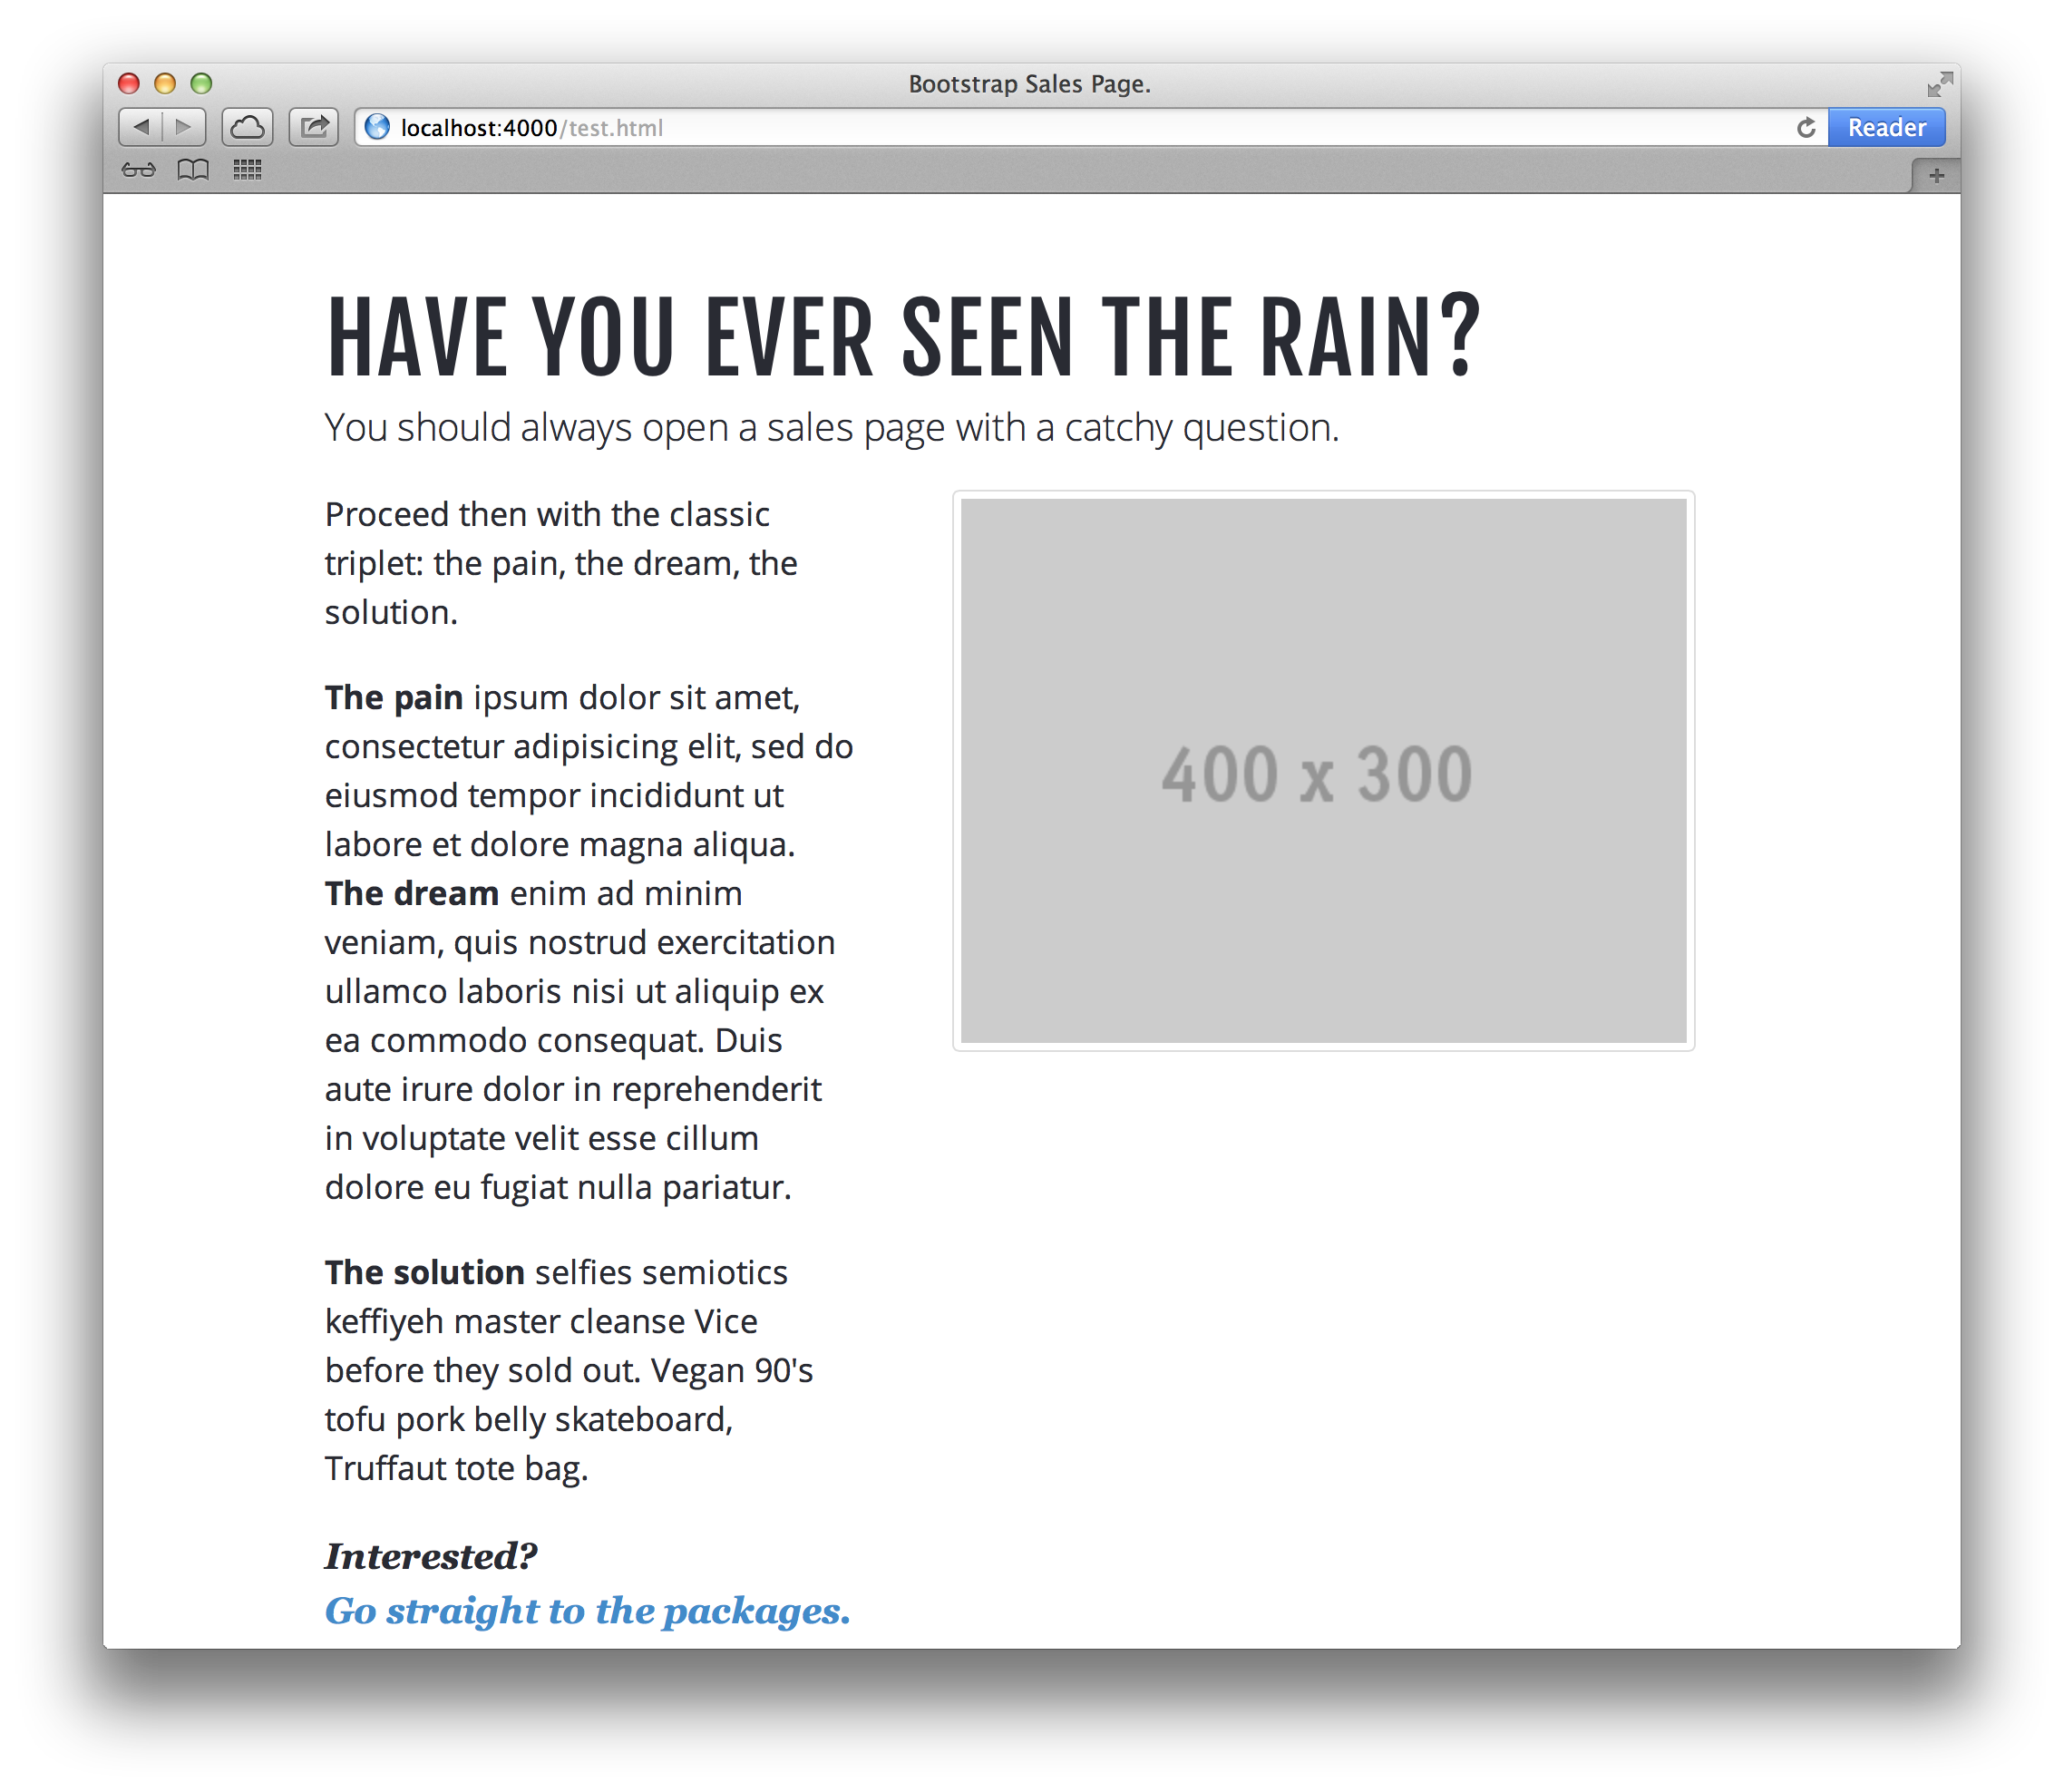 Bootstrap Sales Page.
localhost:4000/test.html
Reader
HAVE YOU EVER SEEN THE RAIN?
You should always open a sales page with a catchy question.
Proceed then with the classic
triplet: the pain, the dream, the
solution.
The pain ipsum dolor sit amet,
consectetur adipisicing elit, sed do
eiusmod tempor incididunt ut
labore et dolore magna aliqua.
The dream enim ad minim
veniam, quis nostrud exercitation
ullamco laboris nisi ut aliquip ex
ea commodo consequat. Duis
aute irure dolor in reprehenderit
in voluptate velit esse cillum
dolore eu fugiat nulla pariatur.
The solution selfies semiotics
keffiyeh master cleanse Vice
before they sold out. Vegan 90's
tofu pork belly skateboard,
Truffaut tote bag.
Interested?
Go straight to the packages.
400 x 300